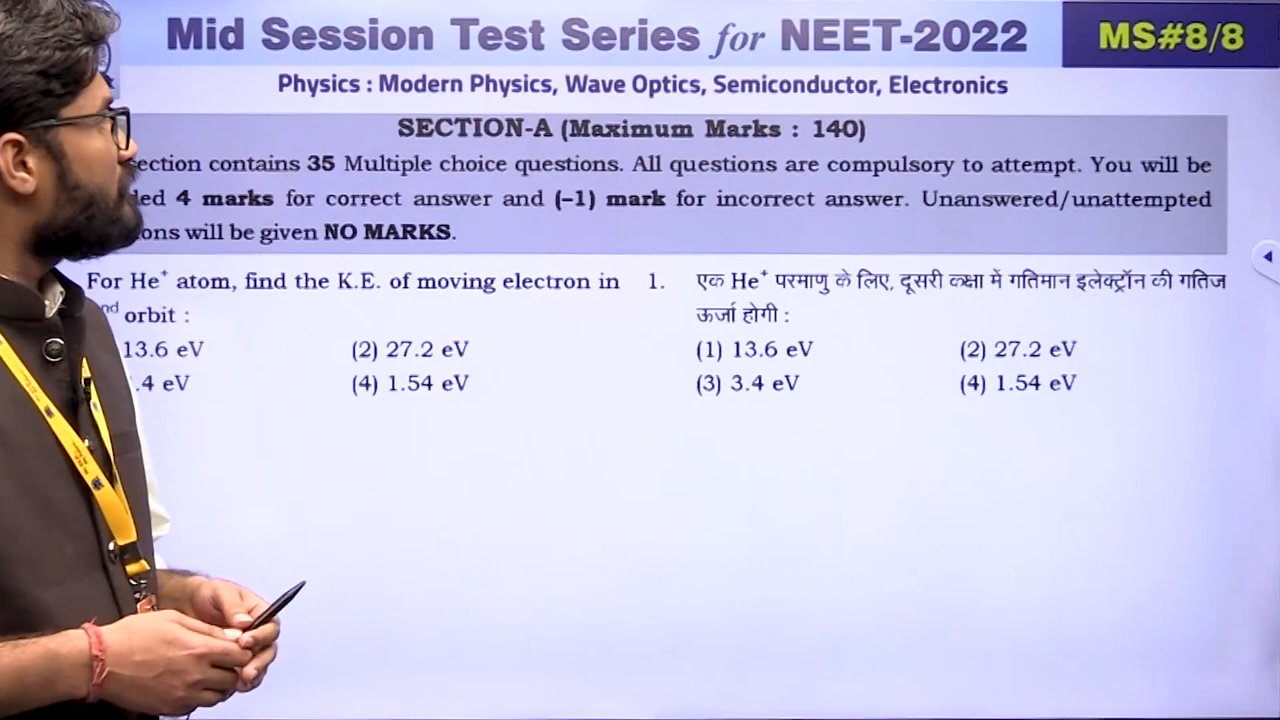 Mid Session Test Series for NEET-2022
MS#8/8
Physics : Modern Physics, Wave Optics, Semiconductor, Electronics
SECTION-A (Maximum Marks : 140)
contains 35 Multiple choice questions. All questions are compulsory to attempt. You will be
4 marks for correct answer and (–1) mark for incorrect answer. Unanswered/unattempted
will be given NO MARKS.
For He⁺ atom, find the K.E. of moving electron in
nd orbit :
13.6 eV (2) 27.2 eV
.4 eV (4) 1.54 eV
1. एक He⁺ परमाणु के लिए, दूसरी कक्षा में गतिमान इलेक्ट्रॉन की गतिज
ऊर्जा होगी :
(1) 13.6 eV (2) 27.2 eV
(3) 3.4 eV (4) 1.54 eV